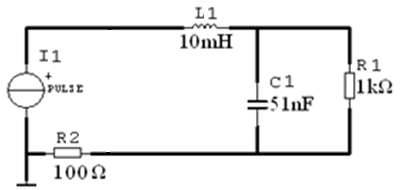 L1
10mH
I1
+
PULSE
C1
51nF
R1
1kΩ
R2
100Ω